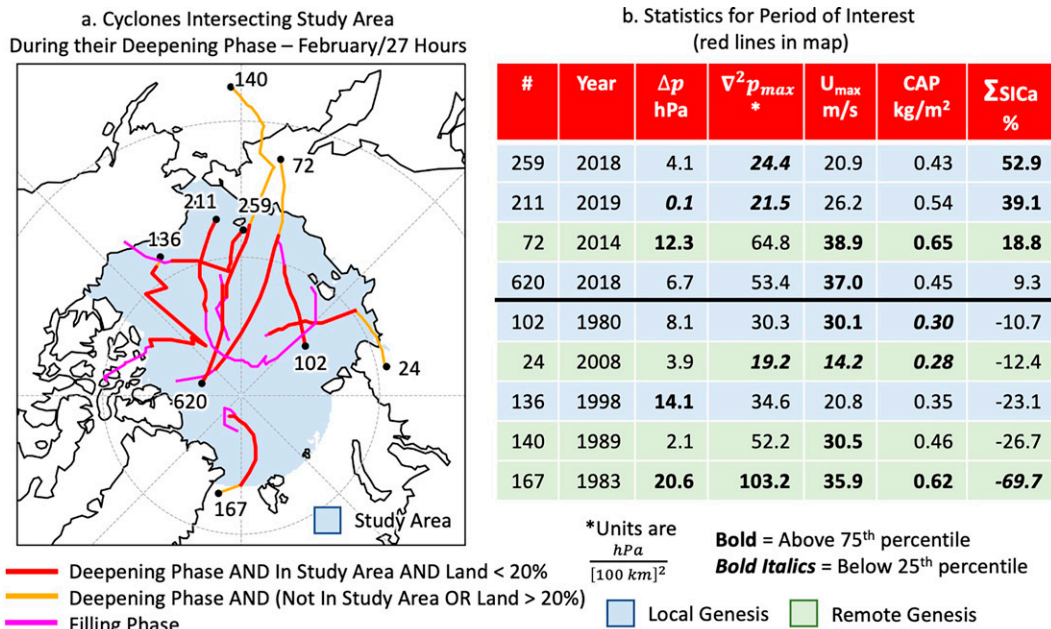 a. Cyclones Intersecting Study Area
During their Deepening Phase – February/27 Hours
140
72
211
259
136
102
24
620
167
Study Area
Deepening Phase AND In Study Area AND Land < 20%
Deepening Phase AND (Not In Study Area OR Land > 20%)
Filling Phase
b. Statistics for Period of Interest
(red lines in map)
# Year Δp hPa ∇²pmax * Umax m/s CAP kg/m² ΣSICa %
259 2018 4.1 24.4 20.9 0.43 52.9
211 2019 0.1 21.5 26.2 0.54 39.1
72 2014 12.3 64.8 38.9 0.65 18.8
620 2018 6.7 53.4 37.0 0.45 9.3
102 1980 8.1 30.3 30.1 0.30 -10.7
24 2008 3.9 19.2 14.2 0.28 -12.4
136 1998 14.1 34.6 20.8 0.35 -23.1
140 1989 2.1 52.2 30.5 0.46 -26.7
167 1983 20.6 103.2 35.9 0.62 -69.7
*Units are
hPa
[100 km]²
Bold = Above 75th percentile
Bold Italics = Below 25th percentile
Local Genesis
Remote Genesis